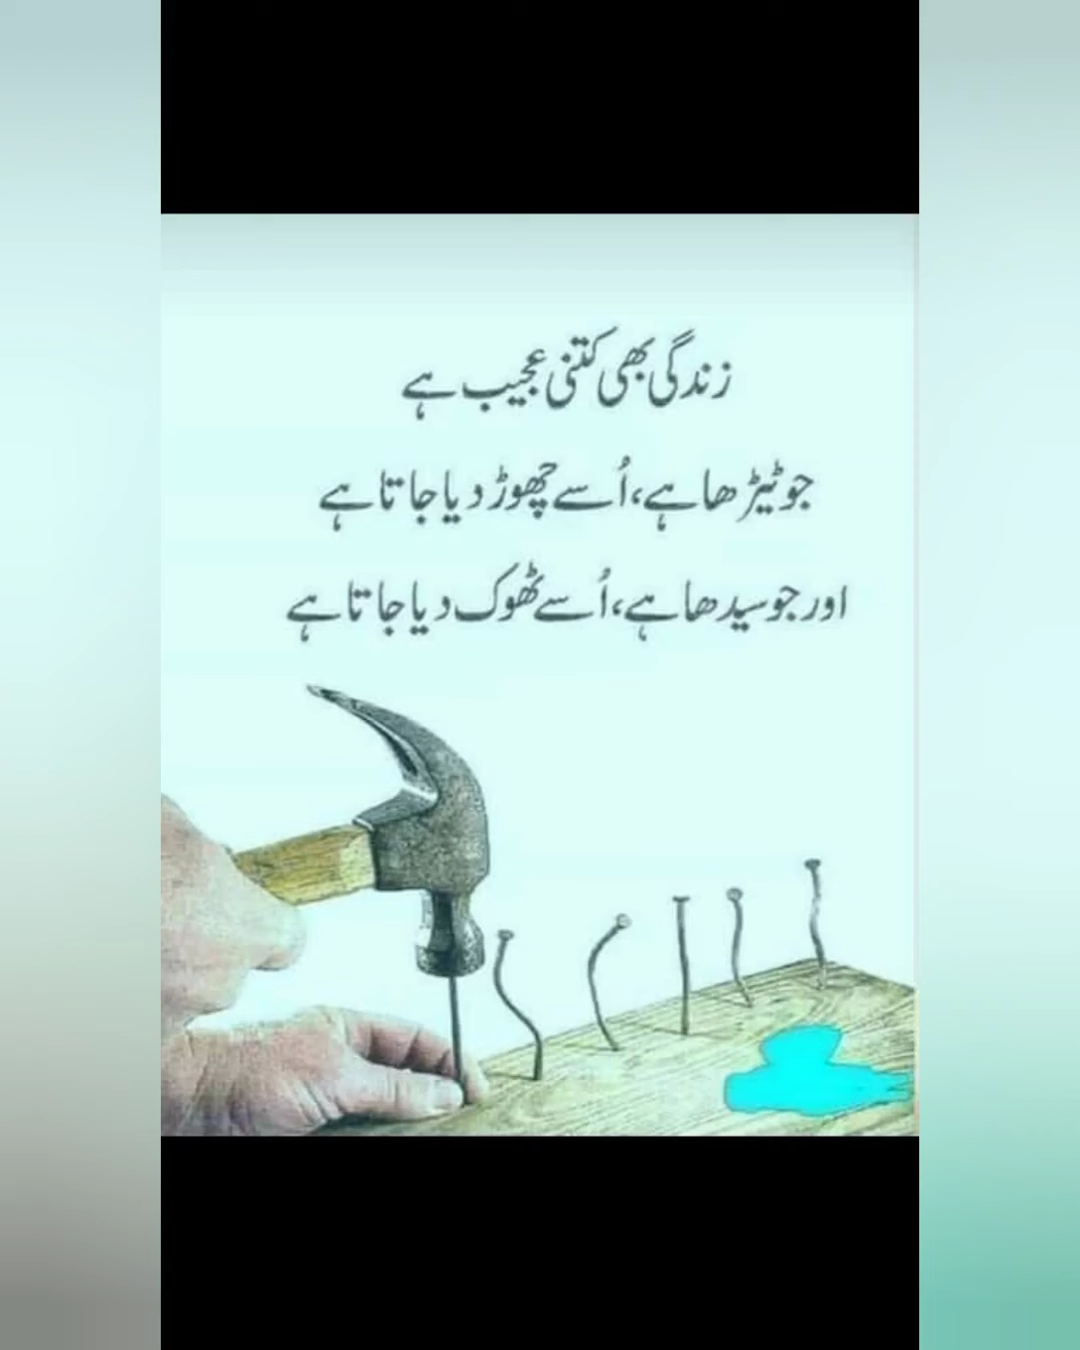 زندگی بھی کتنی عجیب ہے
جو ٹیڑھا ہے، اُسے چھوڑ دیا جاتا ہے
اور جو سیدھا ہے، اُسے ٹھوک دیا جاتا ہے